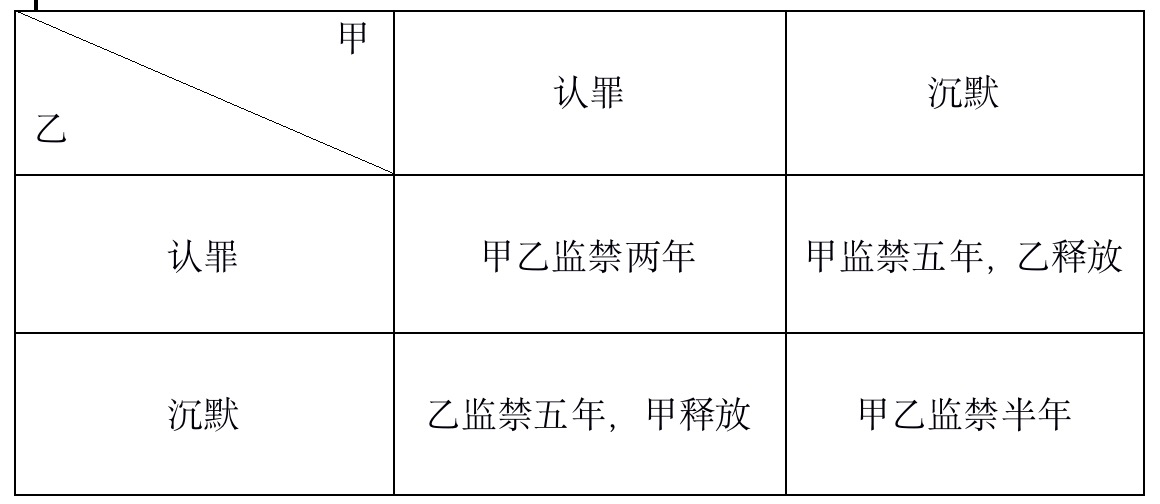 甲
乙
认罪
沉默
认罪
甲乙监禁两年
甲监禁五年，乙释放
沉默
乙监禁五年，甲释放
甲乙监禁半年